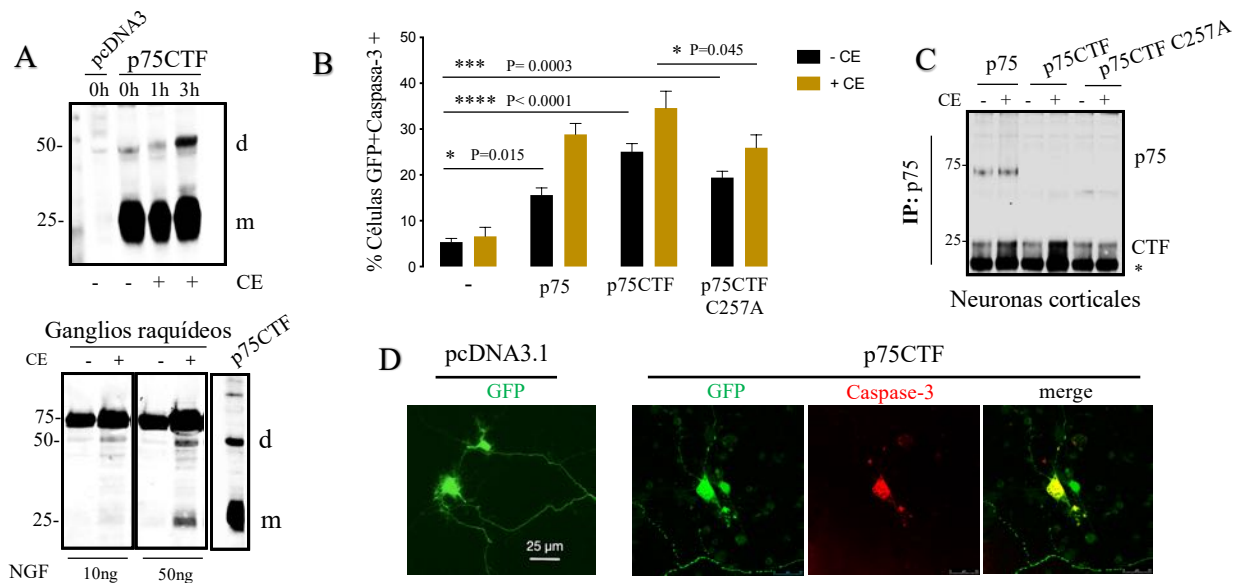 A
pcDNA3
p75CTF
0h 0h 1h 3h
50- d
25- m
- - + + CE
Ganglios raquídeos
p75CTF
CE - + - +
75-
50- d
25- m
NGF 10ng 50ng
B
% Células GFP+Caspasa-3 +
50
40
30
20
10
0
*** P= 0.0003
**** P< 0.0001
* P=0.015
* P=0.045
- CE
+ CE
- p75 p75CTF p75CTF
C257A
C
p75 p75CTF p75CTF C257A
CE - + - + - +
IP: p75
75- p75
25- CTF
*
Neuronas corticales
D
pcDNA3.1 p75CTF
GFP GFP Caspase-3 merge
25 µm